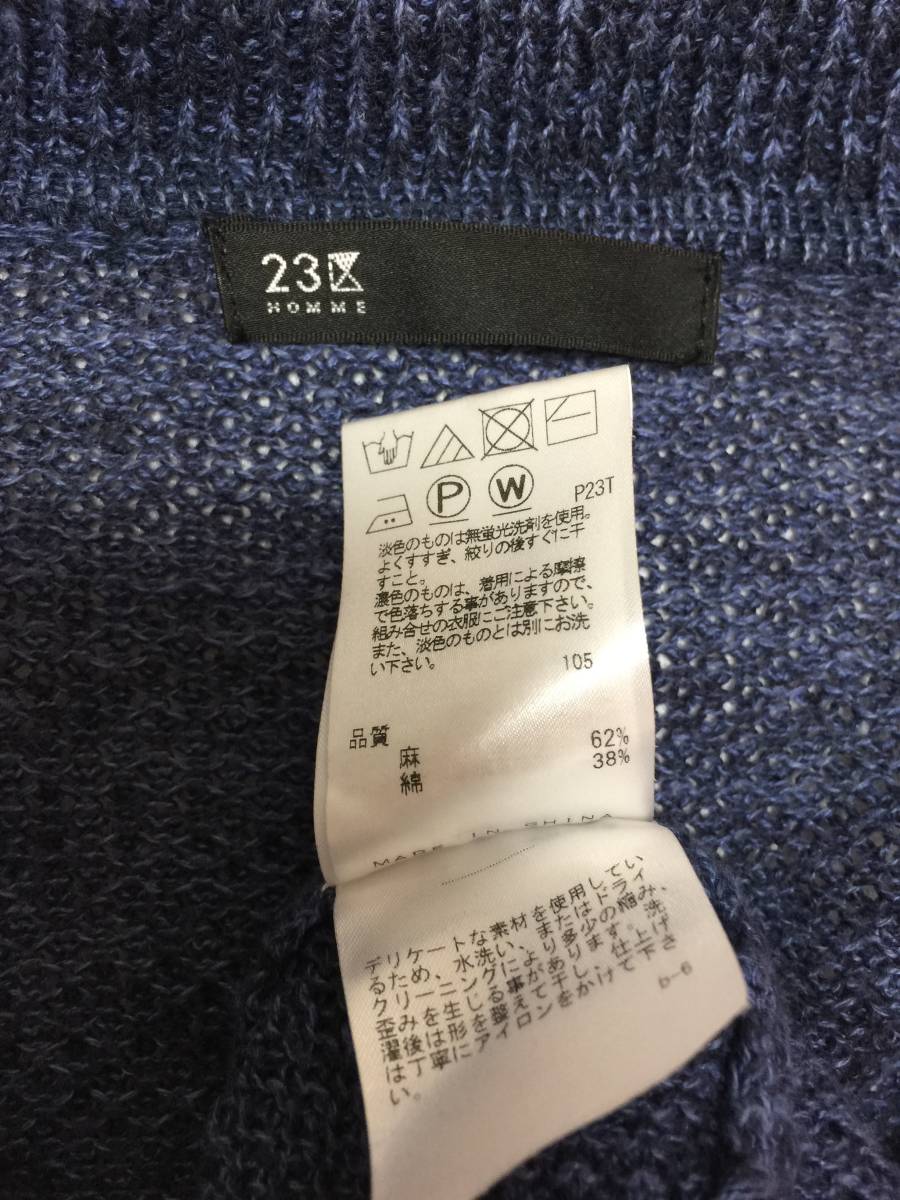 23区
HOMME
P
W
P23T
淡色のものは無蛍光洗剤を使用。
よくすすぎ、絞りの後すぐに干
すこと。
濃色のものは、着用による摩擦
で色落ちする事がありますので、
組み合せの衣服にご注意下さい。
また、淡色のものとは別にお洗
い下さい。
105
品質
麻 62%
綿 38%
MADE IN CHINA
デリケートな素材を使用してい
るため、水洗い、またはドライ
クリーニングにより多少の縮み、
歪みを生じる事があります。洗
濯後は形を整えて干し、仕上げ
は丁寧にアイロンをかけて下さ
い。
b-6